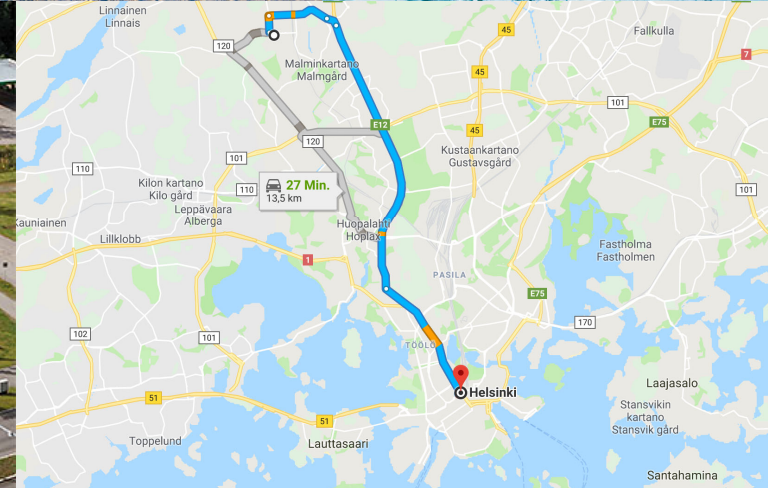 Linnainen
Linnais
120
45
Fallkulla
7
Malminkartano
Malmgård
45
101
E12
E75
120
45
101
Kustaankartano
Gustavsgård
110
27 Min.
13,5 km
Kilon kartano
Kilo gård
110
101
Leppävaara
Alberga
Huopalahti
Hoplax
Kauniainen
Lillklobb
1
Fastholma
Fastholmen
PASILA
E75
170
102
101
TÖÖLÖ
Helsinki
Laajasalo
51
51
Stansvikin
kartano
Stansvik gård
Toppelund
Lauttasaari
Santahamina